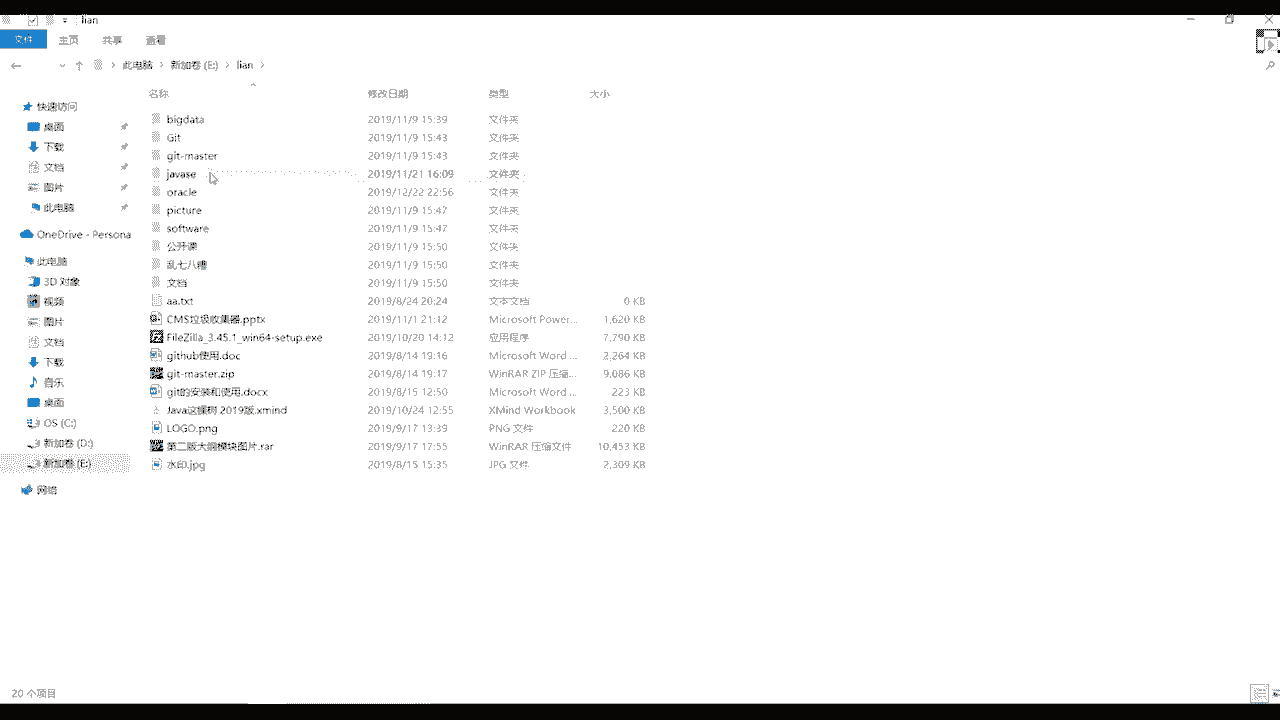 lian
文件 主页 共享 查看
此电脑 新加卷 (E:) lian
名称 修改日期 类型 大小
快速访问
桌面
下载
文档
图片
此电脑
OneDrive - Persona
此电脑
3D 对象
视频
图片
文档
下载
音乐
桌面
OS (C:)
新加卷 (D:)
新加卷 (E:)
网络
bigdata 2019/11/9 15:39 文件夹
Git 2019/11/9 15:43 文件夹
git-master 2019/11/9 15:43 文件夹
javase 2019/11/21 16:09 文件夹
oracle 2019/12/22 22:56 文件夹
picture 2019/11/9 15:47 文件夹
software 2019/11/9 15:47 文件夹
公开课 2019/11/9 15:50 文件夹
乱七八糟 2019/11/9 15:50 文件夹
文档 2019/11/9 15:50 文件夹
aa.txt 2019/8/24 20:24 文本文档 0 KB
CMS垃圾收集器.pptx 2019/11/1 21:12 Microsoft Power... 1,620 KB
FileZilla_3.45.1_win64-setup.exe 2019/10/20 14:12 应用程序 7,790 KB
github使用.doc 2019/8/14 19:16 Microsoft Word ... 2,264 KB
git-master.zip 2019/8/14 19:17 WinRAR ZIP 压缩... 9,086 KB
git的安装和使用.docx 2019/8/15 12:50 Microsoft Word ... 223 KB
Java这棵树 2019版.xmind 2019/10/24 12:55 XMind Workbook 3,500 KB
LOGO.png 2019/9/17 13:39 PNG 文件 220 KB
第二版大纲模块图片.rar 2019/9/17 17:55 WinRAR 压缩文件 10,453 KB
水印.jpg 2019/8/15 15:35 JPG 文件 2,309 KB
20 个项目